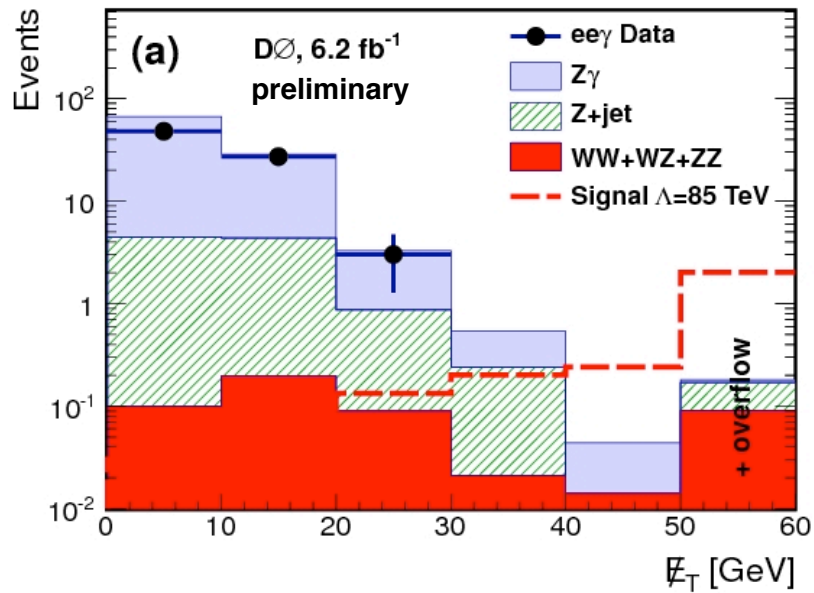 Events
(a)
DØ, 6.2 fb⁻¹
preliminary
eeγ Data
Zγ
Z+jet
WW+WZ+ZZ
Signal Λ=85 TeV
10²
10
1
10⁻¹
10⁻²
+ overflow
0 10 20 30 40 50 60
E̸_T [GeV]